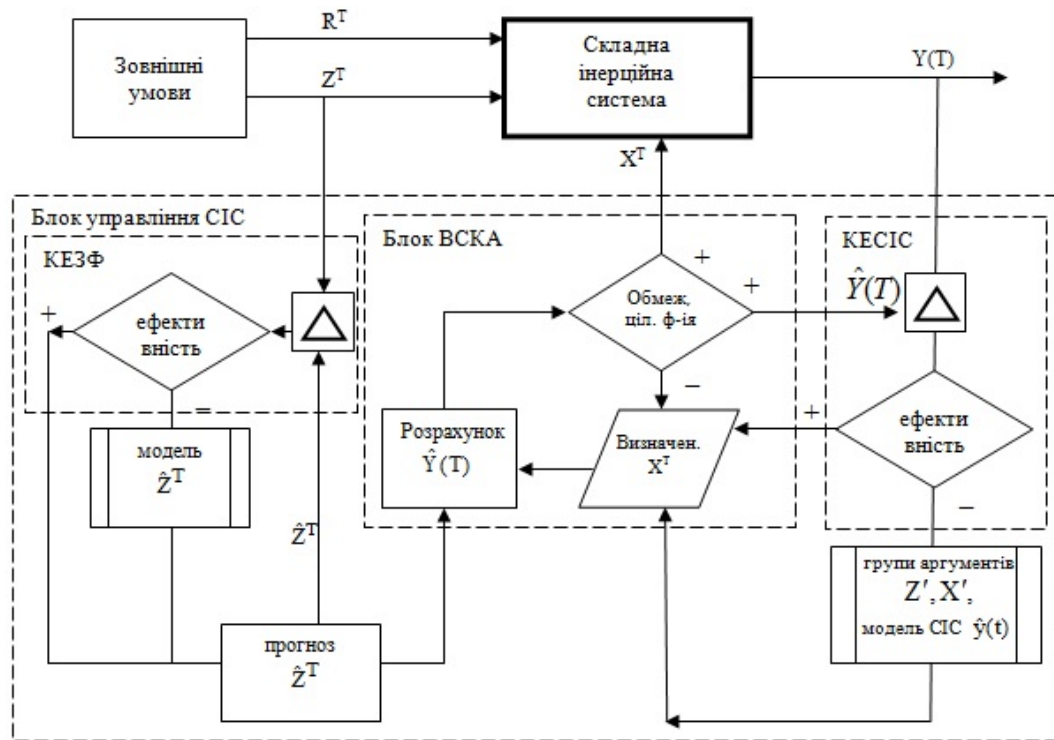 Зовнішні
умови
R^T
Z^T
Складна
інерційна
система
Y(T)
X^T
Блок управління СІС
КЕЗФ
+
ефекти
вність
−
модель
Ẑ^T
Ẑ^T
прогноз
Ẑ^T
Блок ВСКА
Обмеж,
ціл. ф-ія
+
+
−
Розрахунок
Ŷ(T)
Визначен.
X^T
КЕСІС
Ŷ(T)
+
ефекти
вність
−
групи аргументів
Z′, X′,
модель СІС ŷ(t)